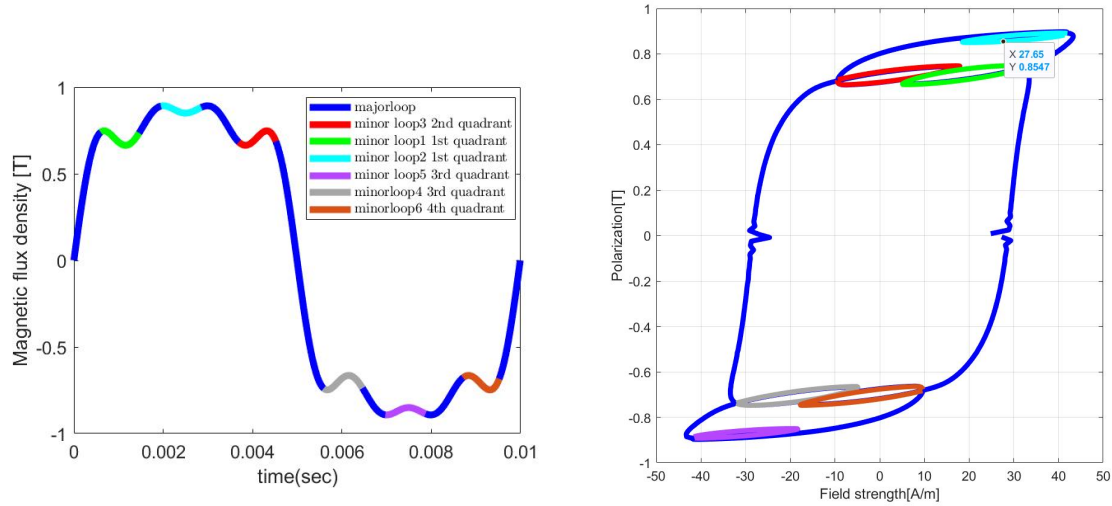 Magnetic flux density [T]
1
0.5
0
-0.5
-1
0
0.002
0.004
0.006
0.008
0.01
time(sec)
majorloop
minor loop3 2nd quadrant
minor loop1 1st quadrant
minor loop2 1st quadrant
minor loop5 3rd quadrant
minorloop4 3rd quadrant
minorloop6 4th quadrant
Polarization[T]
1
0.8
0.6
0.4
0.2
0
-0.2
-0.4
-0.6
-0.8
-1
-50
-40
-30
-20
-10
0
10
20
30
40
50
Field strength[A/m]
X 27.65
Y 0.8547